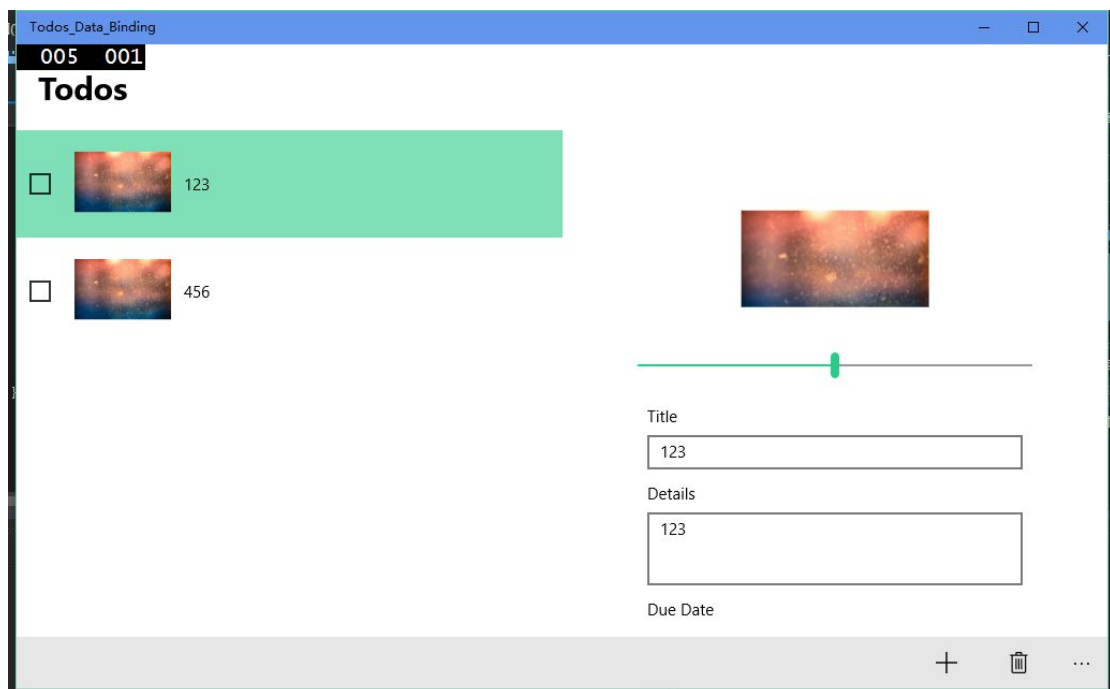 Todos_Data_Binding
005 001
Todos
123
456
Title
123
Details
123
Due Date